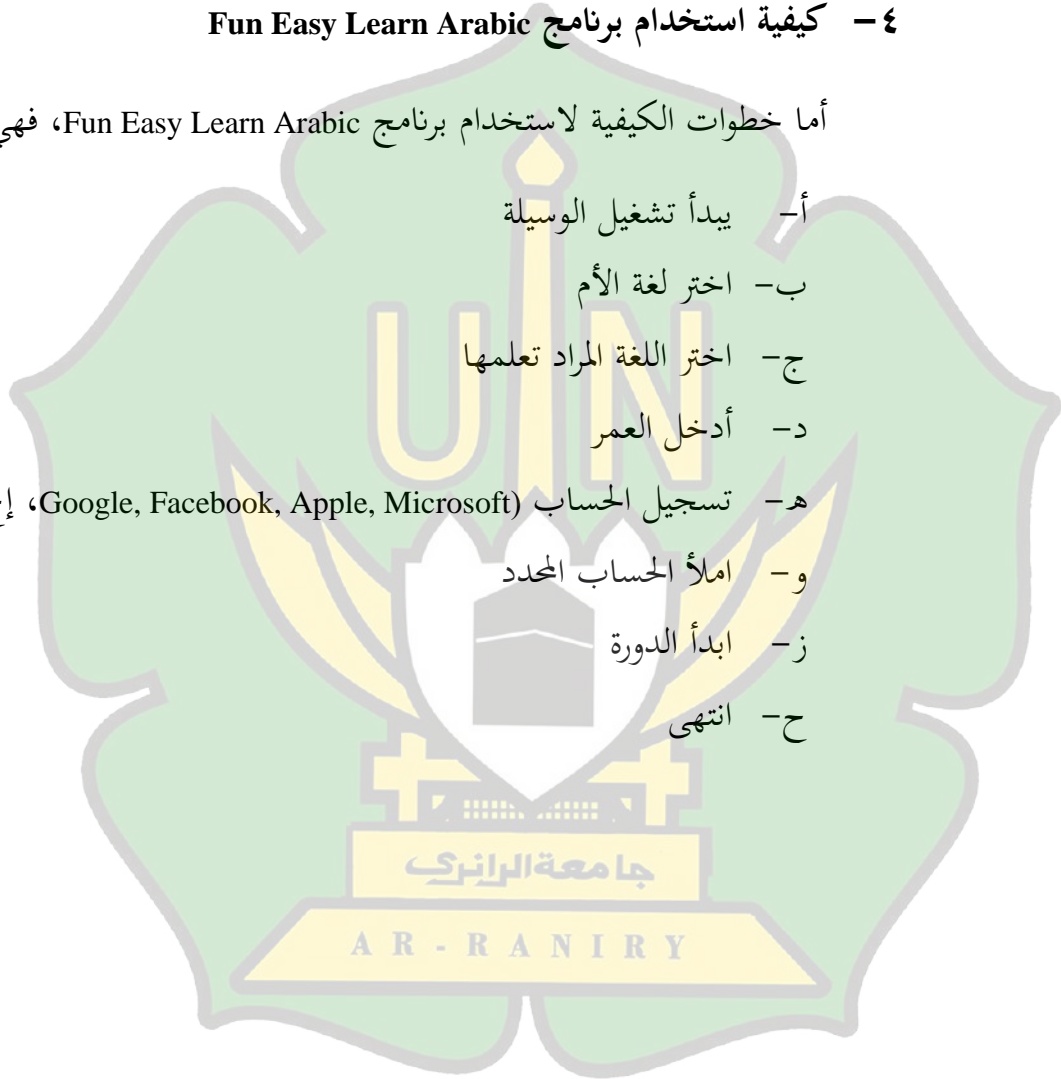 ٤ – كيفية استخدام برنامج Fun Easy Learn Arabic
أما خطوات الكيفية لاستخدام برنامج Fun Easy Learn Arabic، فهي
أ– يبدأ تشغيل الوسيلة
ب– اختر لغة الأم
ج– اختر اللغة المراد تعلمها
د– أدخل العمر
هـ– تسجيل الحساب (Google, Facebook, Apple, Microsoft،
و– املأ الحساب المحدد
ز– ابدأ الدورة
ح– انتهى
UIN
جامعة الرانري
AR-RANIRY